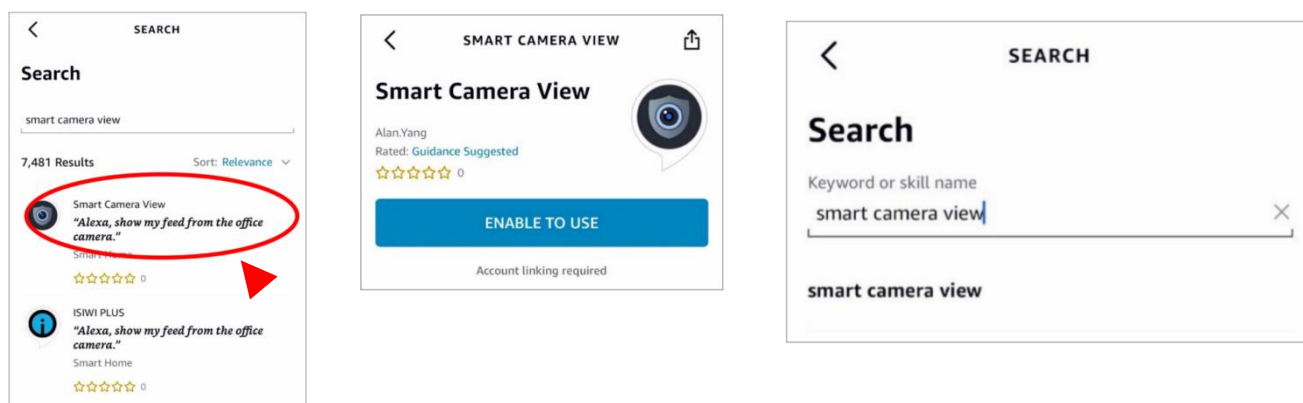 SEARCH
Search
smart camera view
7,481 Results Sort: Relevance
Smart Camera View
"Alexa, show my feed from the office
camera."
Smart Home
0
ISIWI PLUS
"Alexa, show my feed from the office
camera."
Smart Home
0
SMART CAMERA VIEW
Smart Camera View
Alan.Yang
Rated: Guidance Suggested
0
ENABLE TO USE
Account linking required
SEARCH
Search
Keyword or skill name
smart camera view
smart camera view